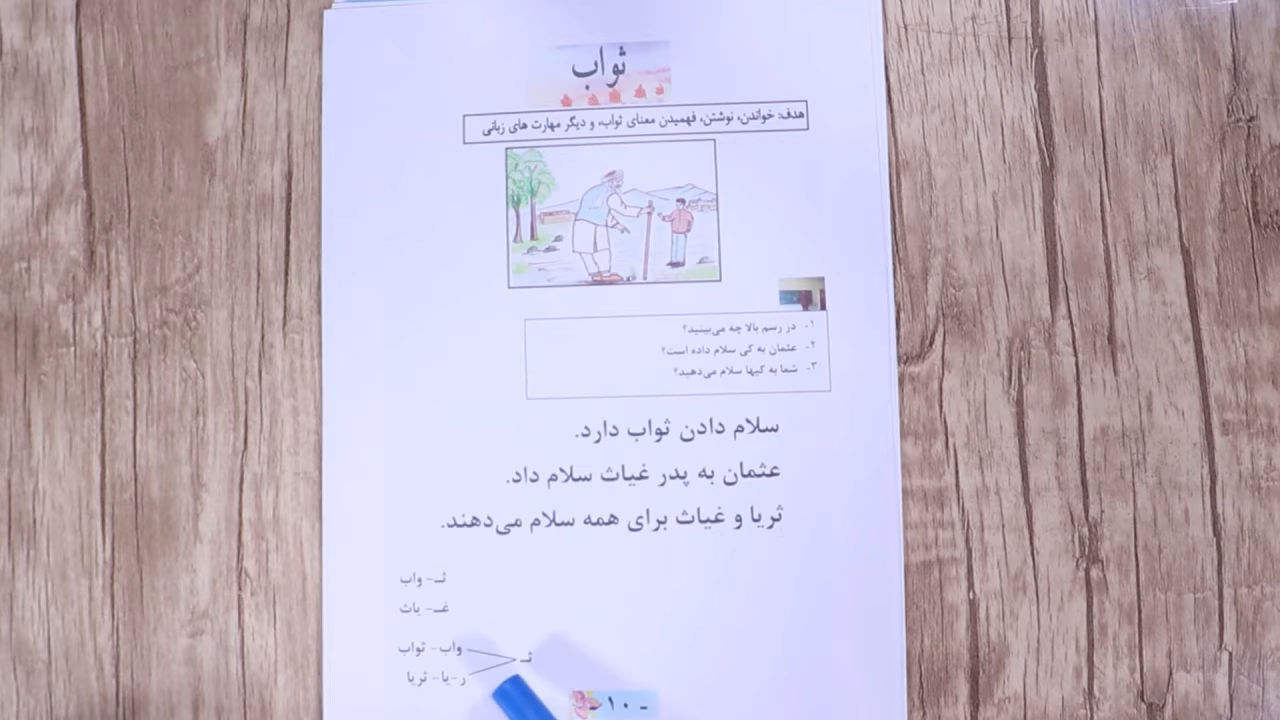 ثواب
هدف: خواندن، نوشتن، فهمیدن معنای ثواب، و دیگر مهارت های زبانی
۱- در رسم بالا چه می‌بینید؟
۲- عثمان به کی سلام داده است؟
۳- شما به کیها سلام می‌دهید؟
سلام دادن ثواب دارد.
عثمان به پدر غیاث سلام داد.
ثریا و غیاث برای همه سلام می‌دهند.
ثـ - واب
غـ - یاث
ثـ
واب - ثواب
ر - یا - ثریا
- ۱۰ -